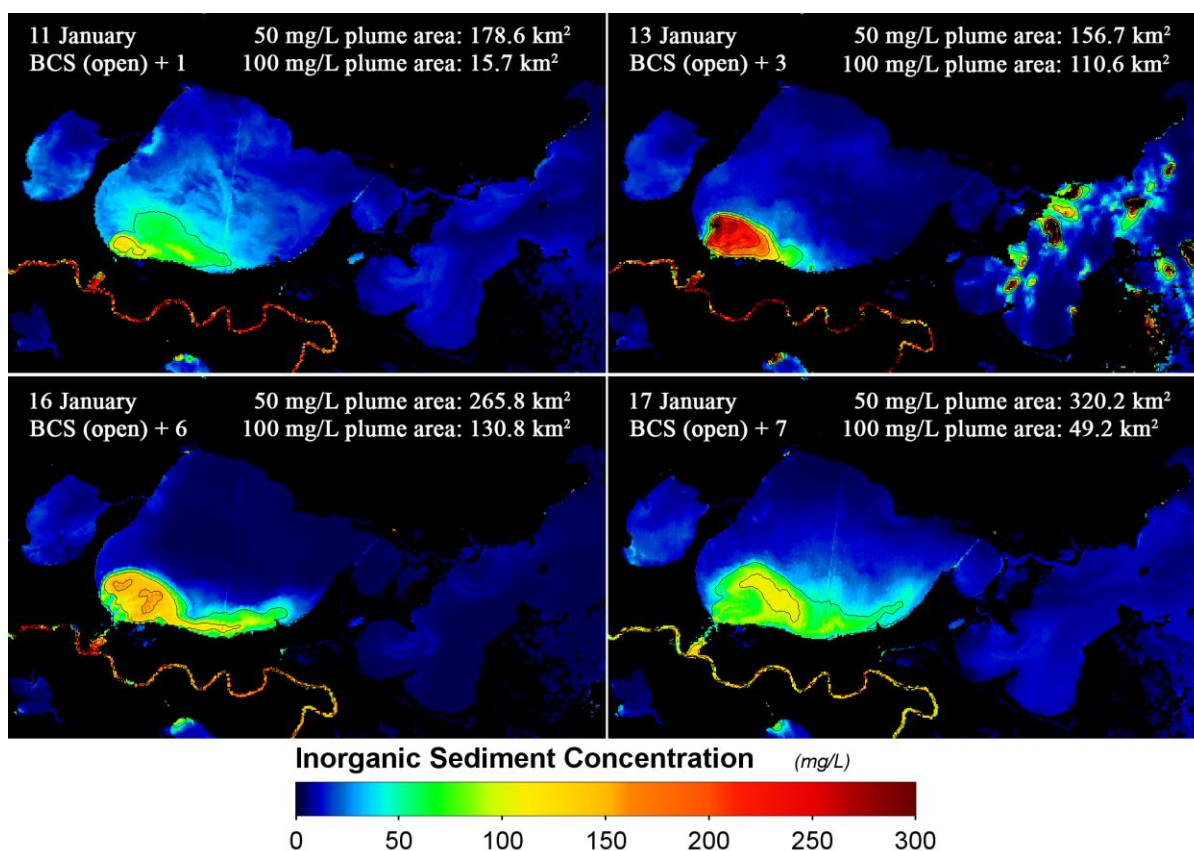 11 January
50 mg/L plume area: 178.6 km²
BCS (open) + 1
100 mg/L plume area: 15.7 km²
13 January
50 mg/L plume area: 156.7 km²
BCS (open) + 3
100 mg/L plume area: 110.6 km²
16 January
50 mg/L plume area: 265.8 km²
BCS (open) + 6
100 mg/L plume area: 130.8 km²
17 January
50 mg/L plume area: 320.2 km²
BCS (open) + 7
100 mg/L plume area: 49.2 km²
Inorganic Sediment Concentration (mg/L)
0 50 100 150 200 250 300